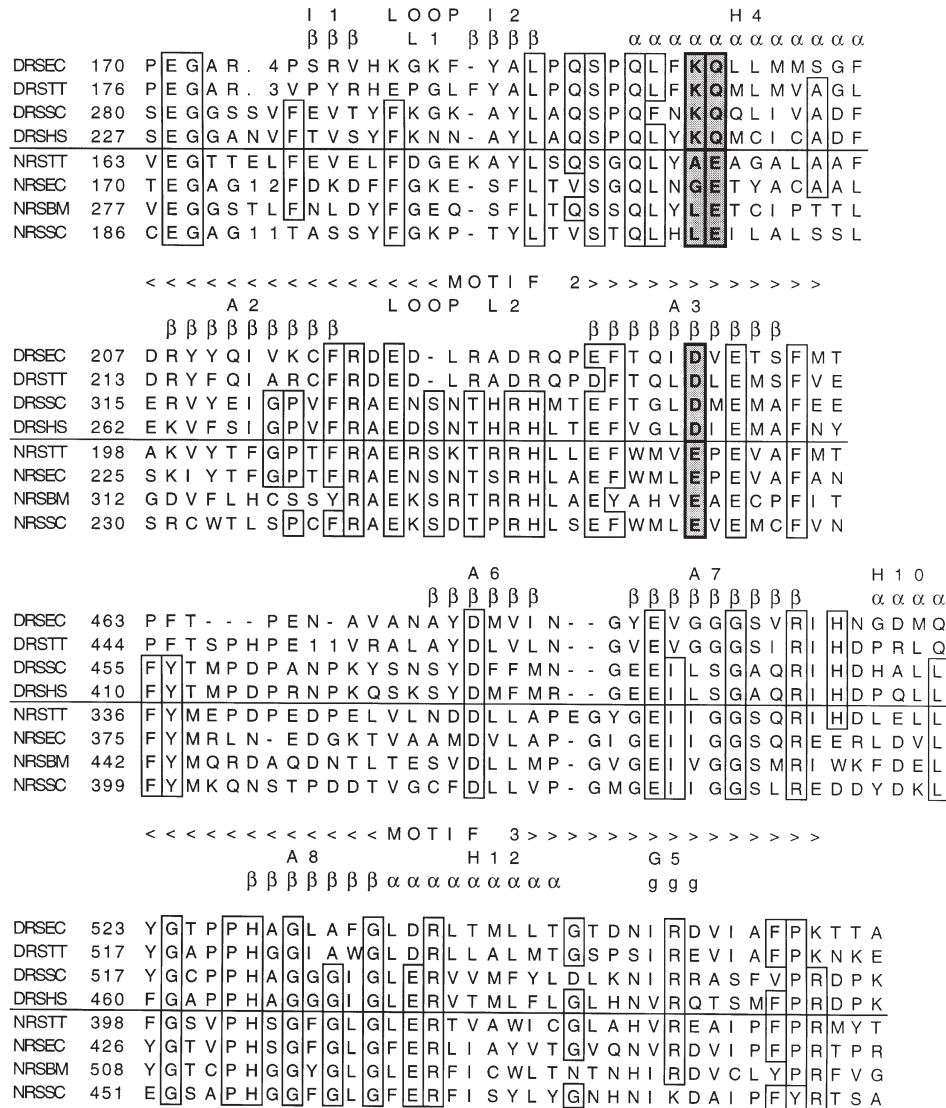 I 1 LOOP I 2 H 4
β β β L 1 β β β β α α α α α α α α α α α α
DRSEC 170 P E G A R . 4 P S R V H K G K F - Y A L P Q S P Q L F K Q L L M M S G F
DRSTT 176 P E G A R . 3 V P Y R H E P G L F Y A L P Q S P Q L F K Q M L M V A G L
DRSSC 280 S E G G S S V F E V T Y F K G K - A Y L A Q S P Q F N K Q Q L I V A D F
DRSHS 227 S E G G A N V F T V S Y F K N N - A Y L A Q S P Q L Y K Q M C I C A D F
NRSTT 163 V E G T T E L F E V E L F D G E K A Y L S Q S G Q L Y A E A G A L A A F
NRSEC 170 T E G A G 1 2 F D K D F F G K E - S F L T V S G Q L N G E T Y A C A A L
NRSBM 277 V E G G S T L F N L D Y F G E Q - S F L T Q S S Q L Y L E T C I P T T L
NRSSC 186 C E G A G 1 1 T A S S Y F G K P - T Y L T V S T Q L H L E I L A L S S L
< < < < < < < < < < < < < < < M O T I F 2 > > > > > > > > > > > >
A 2 LOOP L 2 A 3
β β β β β β β β β β β β β β β β β β β
DRSEC 207 D R Y Y Q I V K C F R D E D - L R A D R Q P E F T Q I D V E T S F M T
DRSTT 213 D R Y F Q I A R C F R D E D - L R A D R Q P D F T Q L D L E M S F V E
DRSSC 315 E R V Y E I G P V F R A E N S N T H R H M T E F T G L D M E M A F E E
DRSHS 262 E K V F S I G P V F R A E D S N T H R H L T E F V G L D I E M A F N Y
NRSTT 198 A K V Y T F G P T F R A E R S K T R R H L L E F W M V E P E V A F M T
NRSEC 225 S K I Y T F G P T F R A E N S N T S R H L A E F W M L E P E V A F A N
NRSBM 312 G D V F L H C S S Y R A E K S R T R R H L A E Y A H V E A E C P F I T
NRSSC 230 S R C W T L S P C F R A E K S D T P R H L S E F W M L E V E M C F V N
A 6 A 7 H 1 0
β β β β β β β β β β β β β β β α α α α
DRSEC 463 P F T - - - P E N - A V A N A Y D M V I N - - G Y E V G G G S V R I H N G D M Q
DRSTT 444 P F T S P H P E 1 1 V R A L A Y D L V L N - - G V E V G G G S I R I H D P R L Q
DRSSC 455 F Y T M P D P A N P K Y S N S Y D F F M N - - G E E I L S G A Q R I H D H A L L
DRSHS 410 F Y T M P D P R N P K Q S K S Y D M F M R - - G E E I L S G A Q R I H D P Q L L
NRSTT 336 F Y M E P D P E D P E L V L N D D L L A P E G Y G E I I G G S Q R I H D L E L L
NRSEC 375 F Y M R L N - E D G K T V A A M D V L A P - G I G E I I G G S Q R E E R L D V L
NRSBM 442 F Y M Q R D A Q D N T L T E S V D L L M P - G V G E I V G G S M R I W K F D E L
NRSSC 399 F Y M K Q N S T P D D T V G C F D L L V P - G M G E I I G G S L R E D D Y D K L
< < < < < < < < < < < < M O T I F 3 > > > > > > > > > > > > > > >
A 8 H 1 2 G 5
β β β β β β β α α α α α α α α α g g g
DRSEC 523 Y G T P P H A G L A F G L D R L T M L L T G T D N I R D V I A F P K T T A
DRSTT 517 Y G A P P H G G I A W G L D R L L A L M T G S P S I R E V I A F P K N K E
DRSSC 517 Y G C P P H A G G G I G L E R V V M F Y L D L K N I R R A S F V P R D P K
DRSHS 460 F G A P P H A G G G I G L E R V T M L F L G L H N V R Q T S M F P R D P K
NRSTT 398 F G S V P H S G F G L G L E R T V A W I C G L A H V R E A I P F P R M Y T
NRSEC 426 Y G T V P H S G F G L G F E R L I A Y V T G V Q N V R D V I P F P R T P R
NRSBM 508 Y G T C P H G G Y G L G L E R F I C W L T N T N H I R D V C L Y P R F V G
NRSSC 451 E G S A P H G G F G L G F E R F I S Y L Y G N H N I K D A I P F Y R T S A